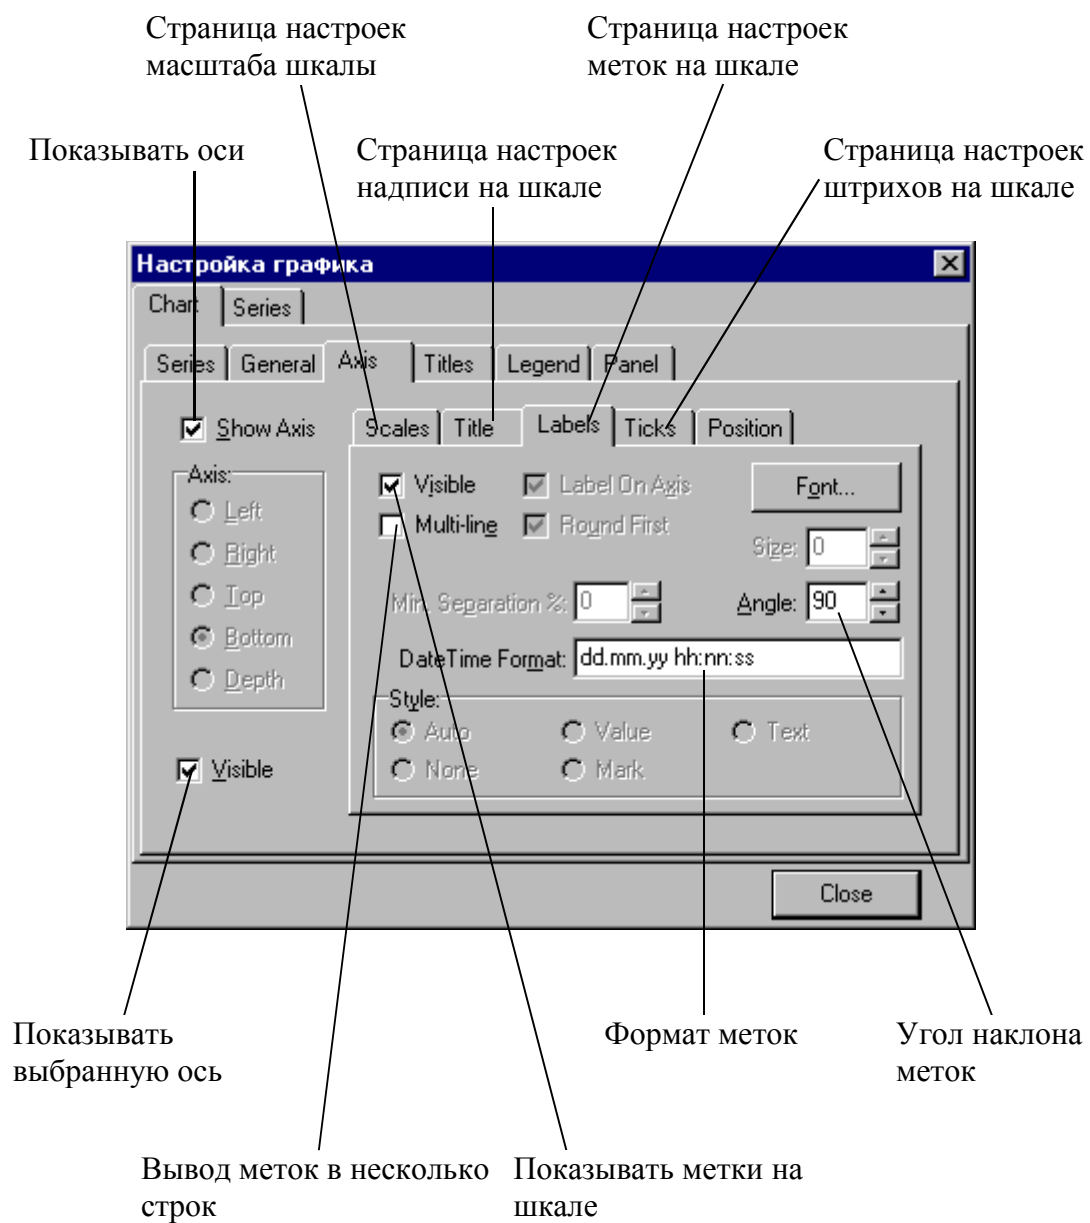 Страница настроек
масштаба шкалы
Страница настроек
меток на шкале
Показывать оси
Страница настроек
надписи на шкале
Страница настроек
штрихов на шкале
Настройка графика
Chart Series
Series General Axis Titles Legend Panel
Show Axis
Scales Title Labels Ticks Position
Axis:
Left
Right
Top
Bottom
Depth
Visible
Visible Label On Axis Font...
Multi-line Round First
Size: 0
Min. Separation %: 0 Angle: 90
DateTime Format: dd.mm.yy hh:nn:ss
Style:
Auto Value Text
None Mark
Close
Показывать
выбранную ось
Формат меток
Угол наклона
меток
Вывод меток в несколько
строк
Показывать метки на
шкале